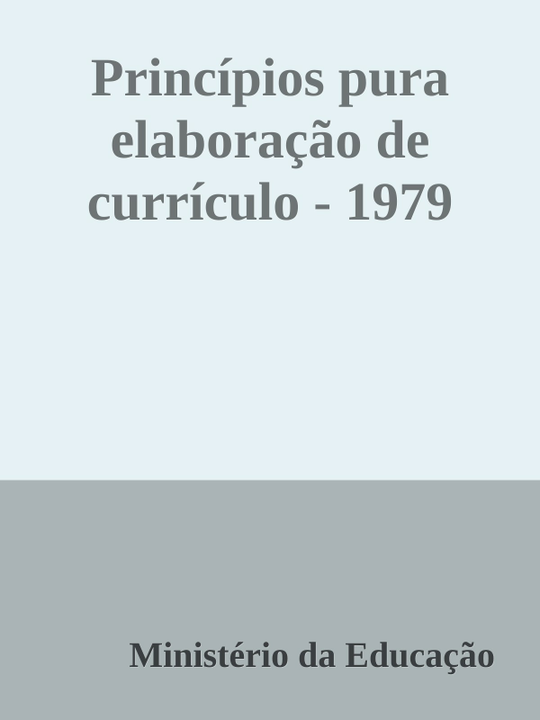 Princípios pura
elaboração de
currículo - 1979
Ministério da Educação